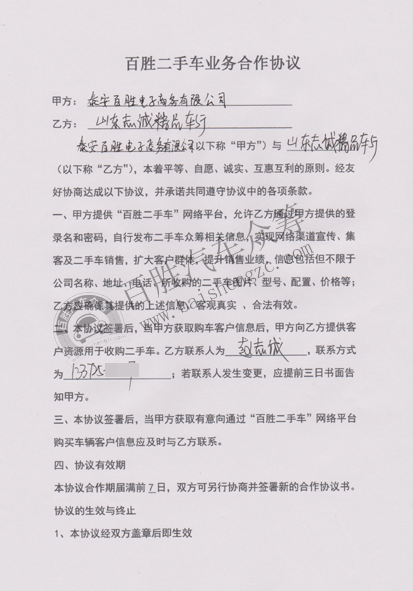 百胜二手车业务合作协议
甲方：泰安百胜电子商务有限公司
乙方：山东志诚精品车行
泰安百胜电子商务有限公司（以下称“甲方”）与 山东志诚精品车行
（以下称“乙方”），本着平等、自愿、诚实、互惠互利的原则。经友
好协商达成以下协议，并承诺共同遵守协议中的各项条款。
一、甲方提供“百胜二手车”网络平台，允许乙方通过甲方提供的登
录名和密码，自行发布二手车众筹相关信息，实现网络渠道宣传、集
客及二手车销售，扩大客户群体，提升销售业绩，信息包括但不限于
公司名称、地址、电话、所收购的二手车图片、型号、配置、价格等；
乙方应确保其提供的上述信息，客观真实、合法有效。
二、本协议签署后，当甲方获取购车客户信息后，甲方向乙方提供客
户资源用于收购二手车。乙方联系人为 赵志诚 ，联系方式
为 ；若联系人发生变更，应提前三日书面告
知甲方。
三、本协议签署后，当甲方获取有意向通过“百胜二手车”网络平台
购买车辆客户信息应及时与乙方联系。
四、协议有效期
本协议合作期届满前7日，双方可另行协商并签署新的合作协议书。
协议的生效与终止
1、本协议经双方盖章后即生效
百胜汽车众筹
www.baishengzc.com